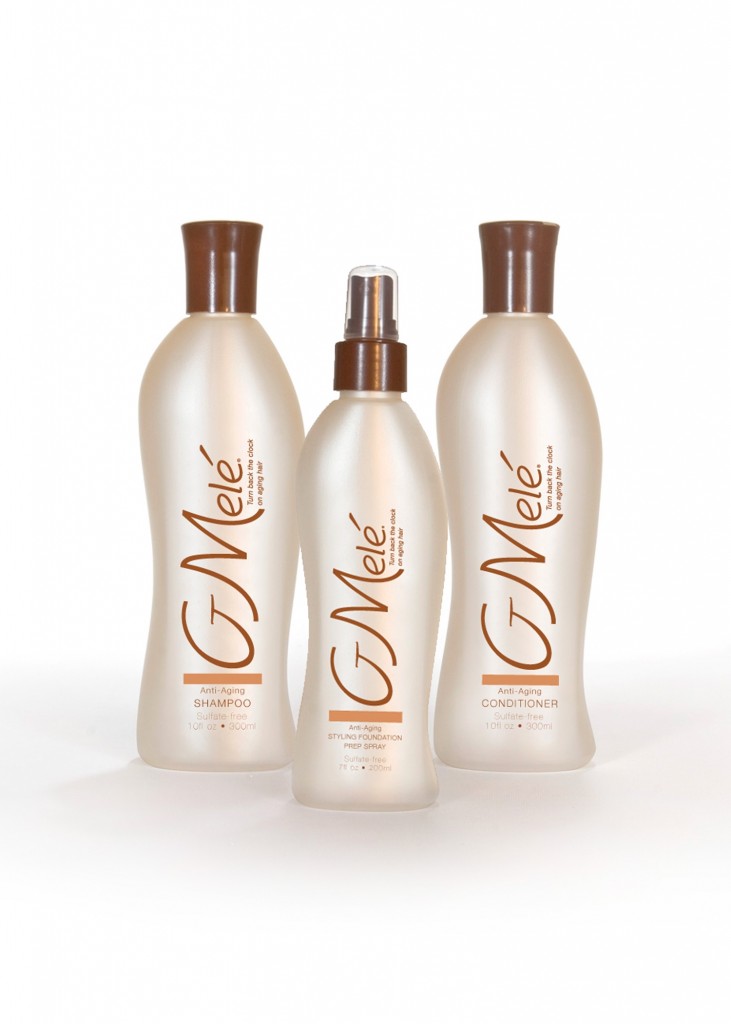 GMelé®
Turn back the clock
on aging hair
Anti-Aging
SHAMPOO
Sulfate-free
10fl oz • 300ml
GMelé®
Turn back the clock
on aging hair
Anti-Aging
STYLING FOUNDATION
PREP SPRAY
Sulfate-free
7fl oz • 200ml
GMelé®
Turn back the clock
on aging hair
Anti-Aging
CONDITIONER
Sulfate-free
10fl oz • 300ml